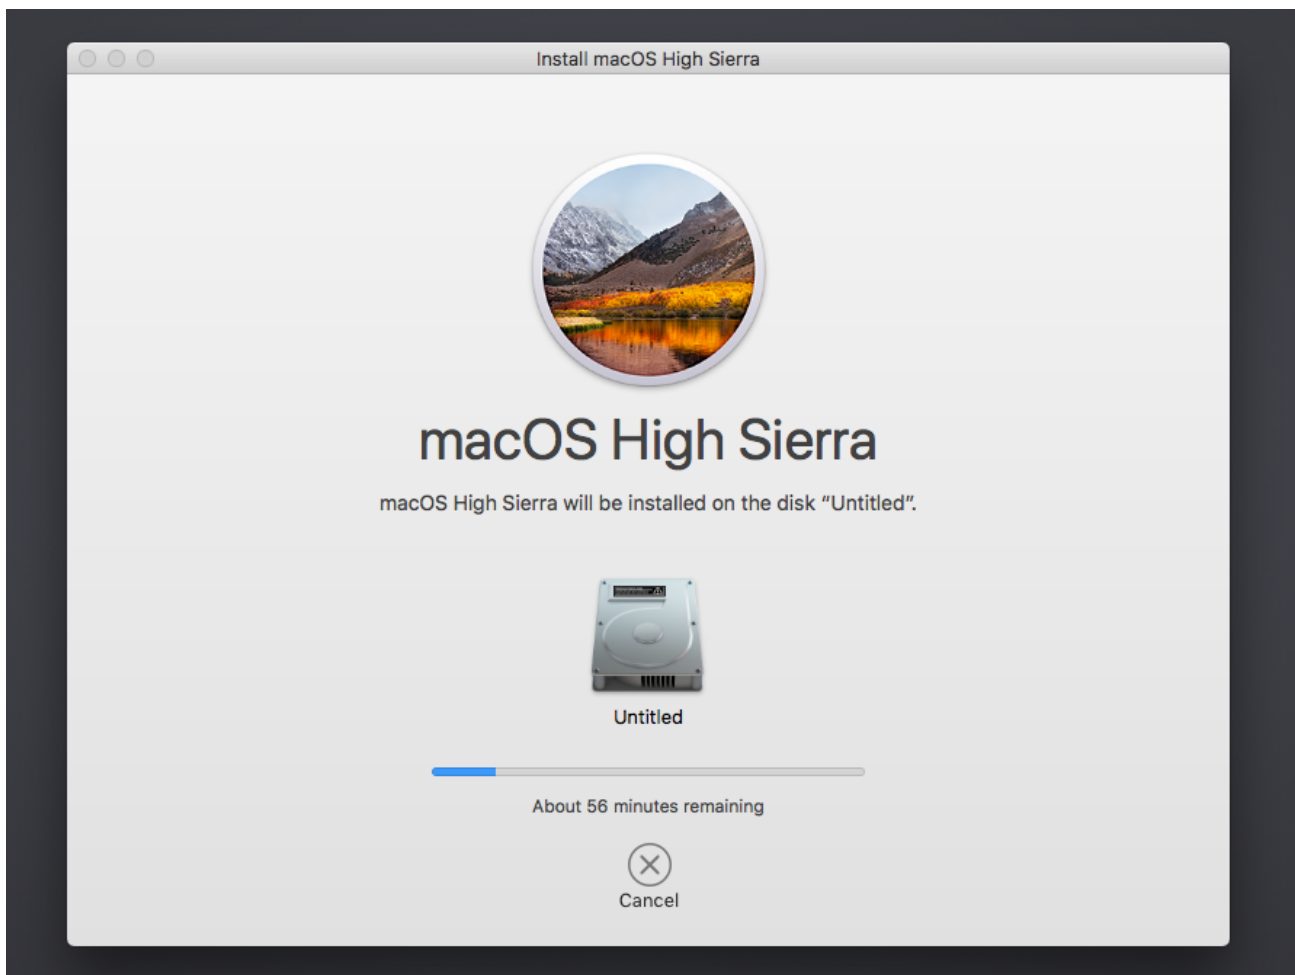 Install macOS High Sierra
macOS High Sierra
macOS High Sierra will be installed on the disk “Untitled”.
Untitled
About 56 minutes remaining
Cancel